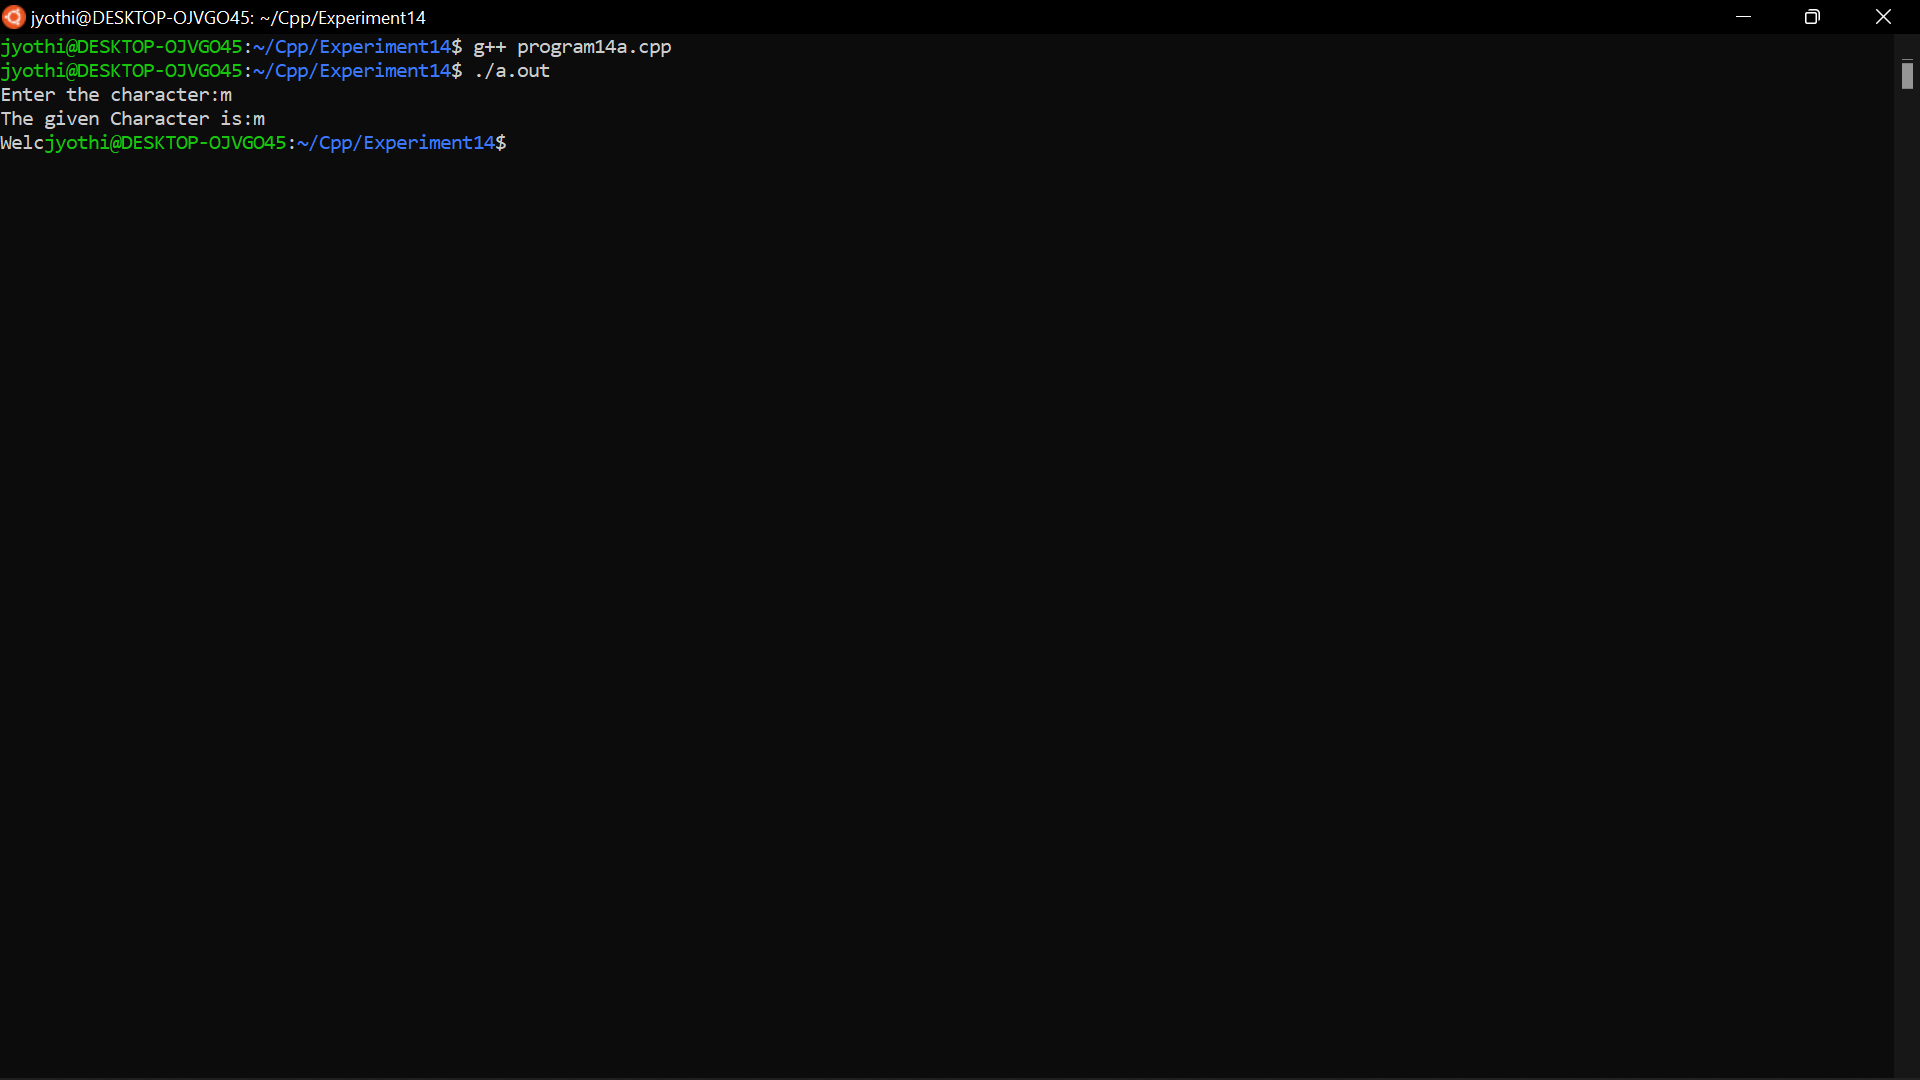 jyothi@DESKTOP-OJVGO45: ~/Cpp/Experiment14
jyothi@DESKTOP-OJVGO45:~/Cpp/Experiment14$ g++ program14a.cpp
jyothi@DESKTOP-OJVGO45:~/Cpp/Experiment14$ ./a.out
Enter the character:m
The given Character is:m
Welcjyothi@DESKTOP-OJVGO45:~/Cpp/Experiment14$